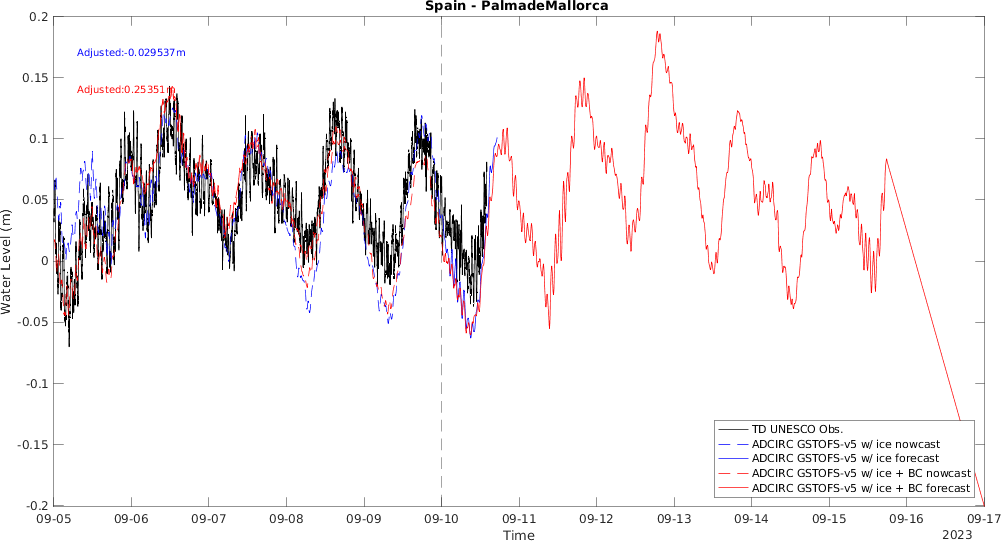 Spain - PalmadeMallorca
0.2
0.15
0.1
0.05
0
-0.05
-0.1
-0.15
-0.2
Water Level (m)
Adjusted:-0.029537m
Adjusted:0.25351m
TD UNESCO Obs.
ADCIRC GSTOFS-v5 w/ ice nowcast
ADCIRC GSTOFS-v5 w/ ice forecast
ADCIRC GSTOFS-v5 w/ ice + BC nowcast
ADCIRC GSTOFS-v5 w/ ice + BC forecast
09-05 09-06 09-07 09-08 09-09 09-10 09-11 09-12 09-13 09-14 09-15 09-16 09-17
Time
2023